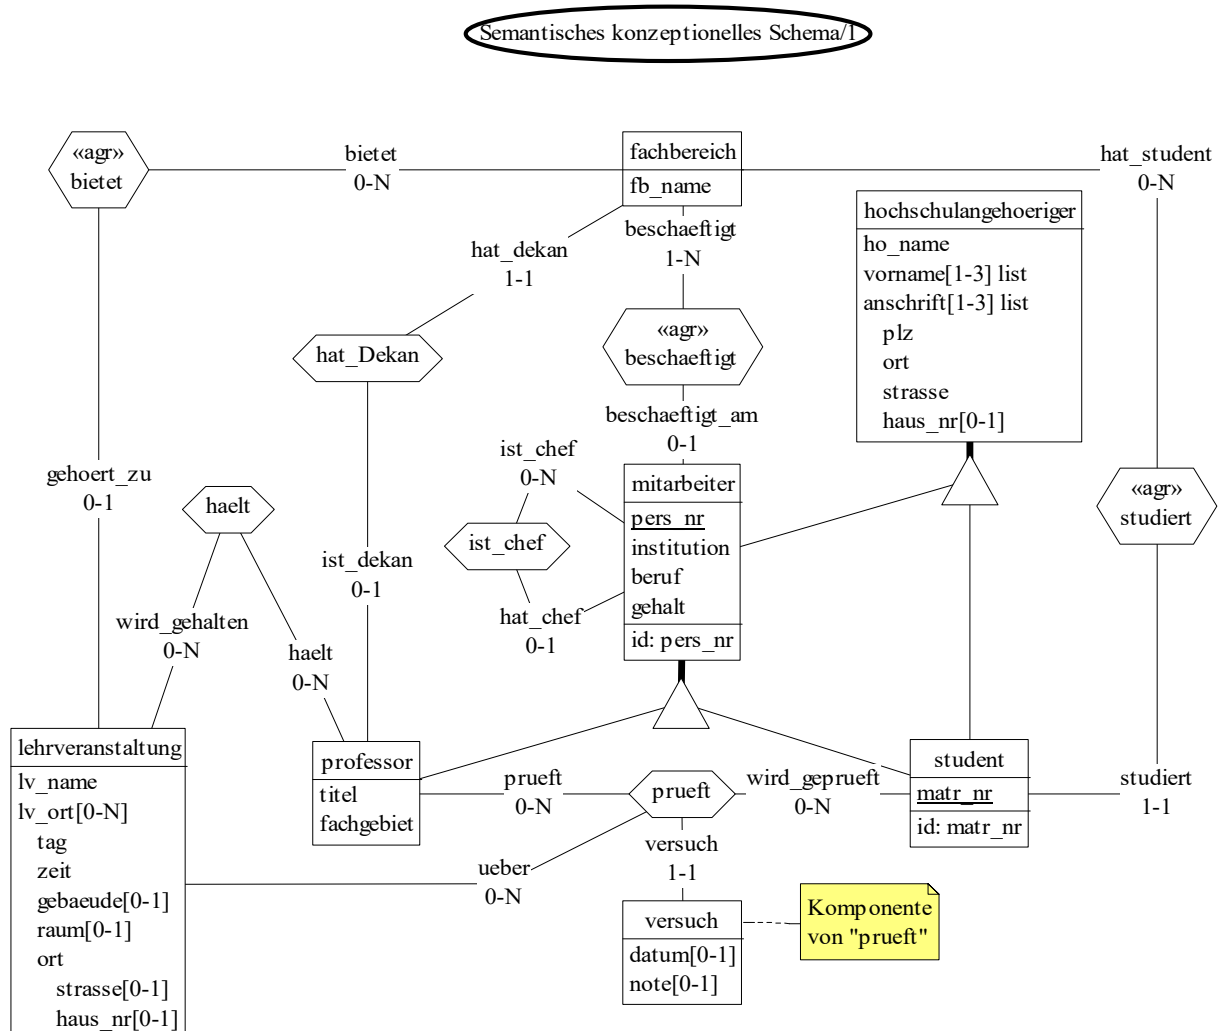 Semantisches konzeptionelles Schema/1
«agr»
bietet
bietet
0-N
fachbereich
fb_name
hat_student
0-N
hat_dekan
1-1
beschaeftigt
1-N
hochschulangehoeriger
ho_name
vorname[1-3] list
anschrift[1-3] list
plz
ort
strasse
haus_nr[0-1]
hat_Dekan
«agr»
beschaeftigt
beschaeftigt_am
0-1
gehoert_zu
0-1
haelt
ist_chef
0-N
ist_chef
hat_chef
0-1
mitarbeiter
pers_nr
institution
beruf
gehalt
id: pers_nr
«agr»
studiert
ist_dekan
0-1
wird_gehalten
0-N
haelt
0-N
lehrveranstaltung
lv_name
lv_ort[0-N]
tag
zeit
gebaeude[0-1]
raum[0-1]
ort
strasse[0-1]
haus_nr[0-1]
professor
titel
fachgebiet
prueft
0-N
prueft
wird_geprueft
0-N
student
matr_nr
id: matr_nr
studiert
1-1
ueber
0-N
versuch
1-1
versuch
datum[0-1]
note[0-1]
Komponente
von "prueft"